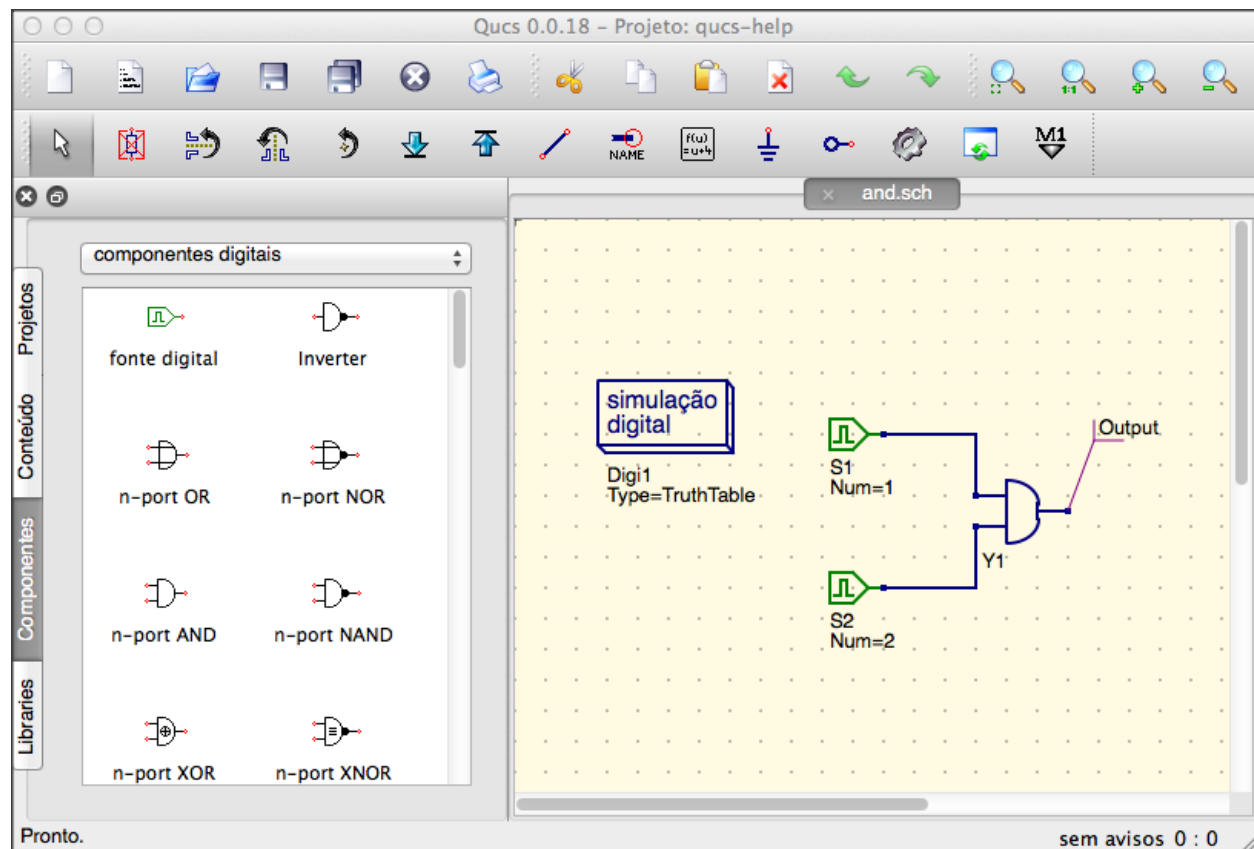 Qucs 0.0.18 – Projeto: qucs-help
1:1
NAME
f(u)
=u+4
M1
and.sch
componentes digitais
Projetos
Conteúdo
Componentes
Libraries
fonte digital
Inverter
n-port OR
n-port NOR
n-port AND
n-port NAND
n-port XOR
n-port XNOR
simulação
digital
Digi1
Type=TruthTable
S1
Num=1
S2
Num=2
Y1
Output
Pronto.
sem avisos 0 : 0